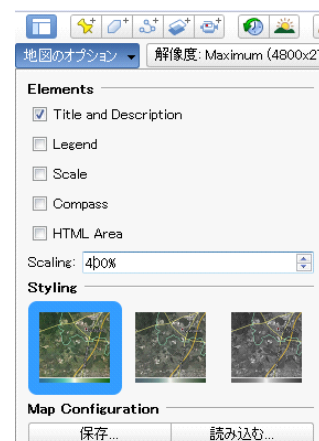 地図のオプション 解像度: Maximum (4800x2
Elements
Title and Description
Legend
Scale
Compass
HTML Area
Scaling: 400%
Styling
Map Configuration
保存... 読み込む...